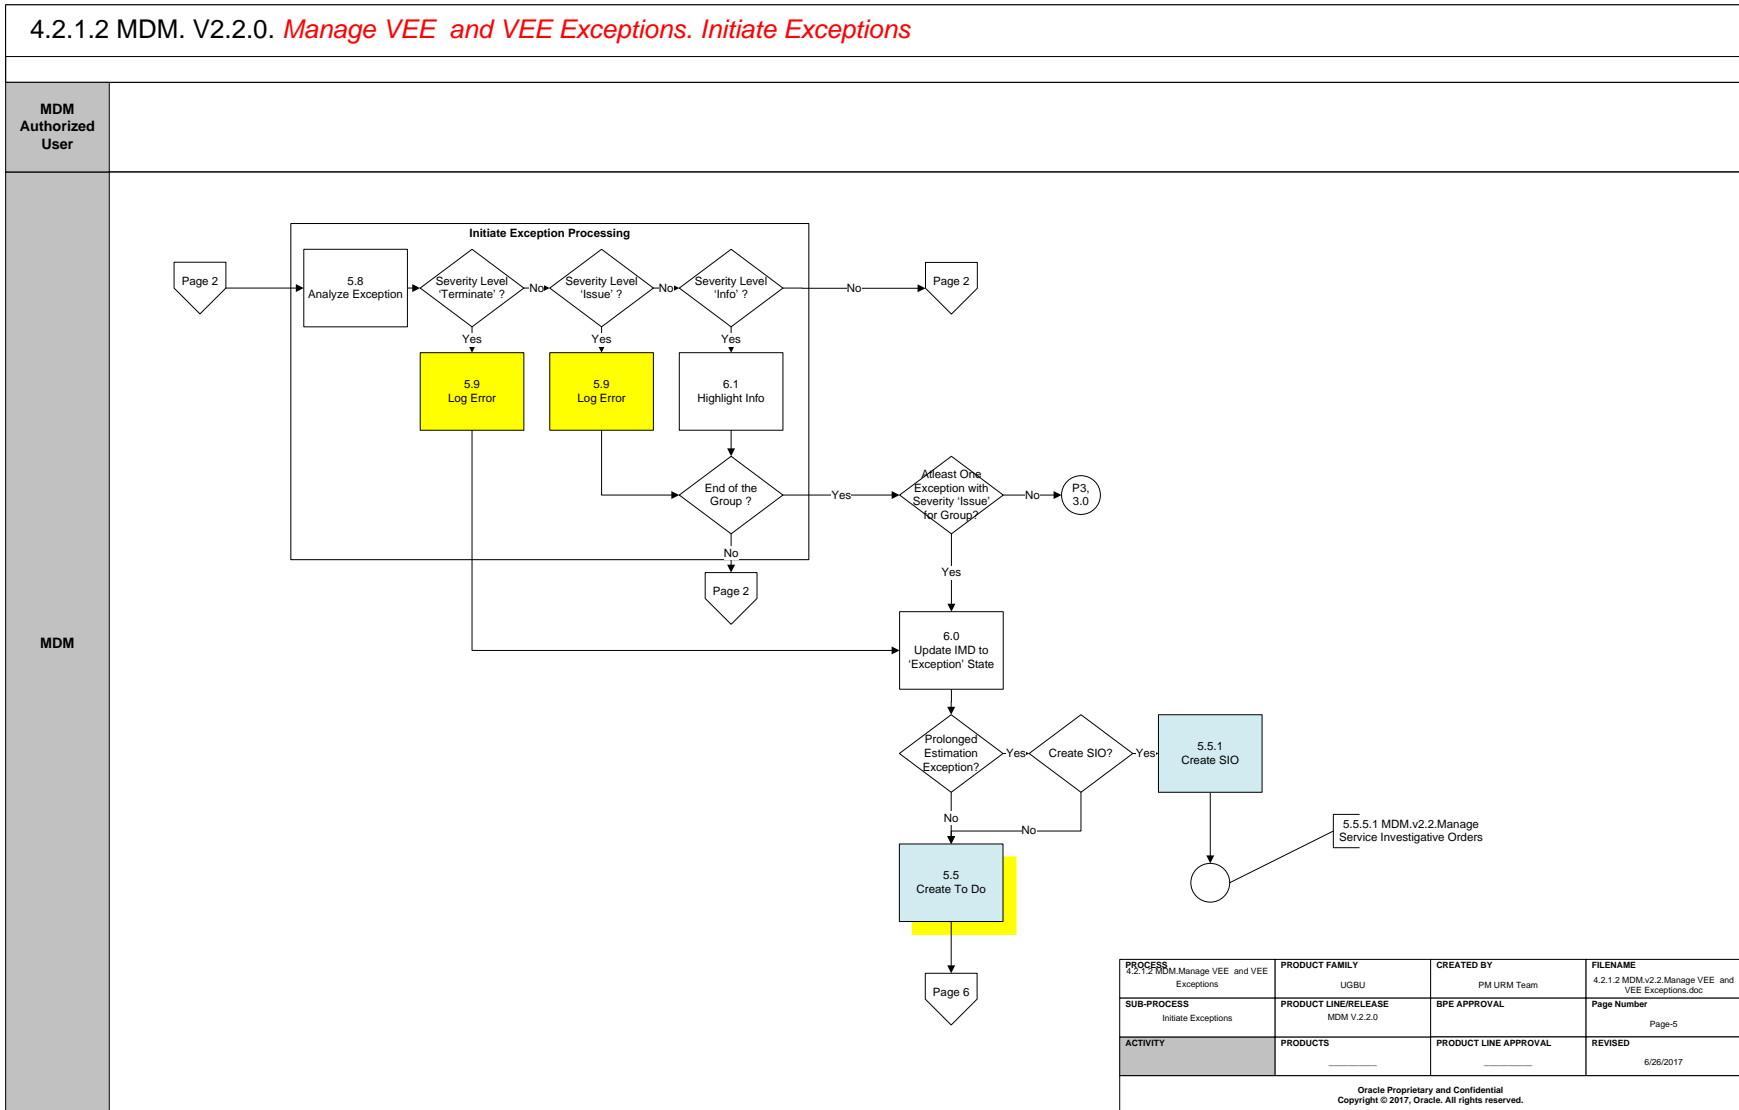 4.2.1.2 MDM. V2.2.0. Manage VEE  and VEE Exceptions. Initiate Exceptions
MDM
Authorized
User
MDM
Initiate Exception Processing
Page 2
5.8
Analyze Exception
Severity Level
‘Terminate’ ?
No
Severity Level
‘Issue’ ?
No
Severity Level
‘Info’ ?
No
Page 2
Yes
Yes
Yes
5.9
Log Error
5.9
Log Error
6.1
Highlight Info
End of the
Group ?
Yes
Atleast One
Exception with
Severity ‘Issue’
for Group?
No
P3,
3.0
No
Page 2
Yes
6.0
Update IMD to
‘Exception’ State
Prolonged
Estimation
Exception?
Yes
Create SIO?
Yes
5.5.1
Create SIO
No
No
5.5.5.1 MDM.v2.2.Manage
Service Investigative Orders
5.5
Create To Do
Page 6
PROCESS
4.2.1.2 MDM.Manage VEE  and VEE
Exceptions
PRODUCT FAMILY
UGBU
CREATED BY
PM URM Team
FILENAME
4.2.1.2 MDM.v2.2.Manage VEE  and
VEE Exceptions.doc
SUB-PROCESS
Initiate Exceptions
PRODUCT LINE/RELEASE
MDM V.2.2.0
BPE APPROVAL
Page Number
Page-5
ACTIVITY
PRODUCTS
PRODUCT LINE APPROVAL
REVISED
6/26/2017
Oracle Proprietary and Confidential
Copyright © 2017, Oracle. All rights reserved.